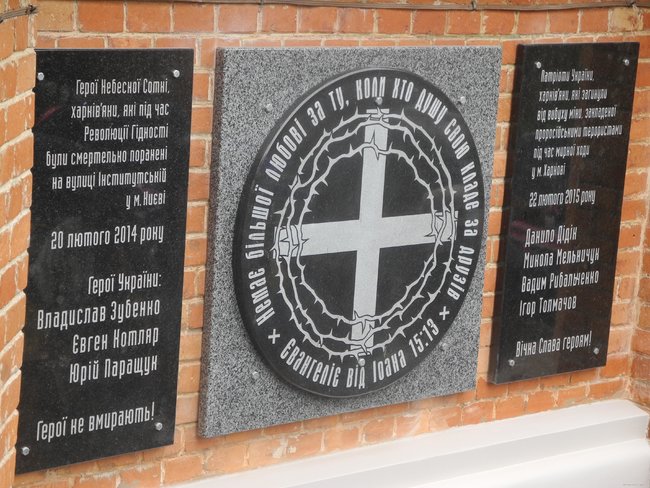 Герої Небесної Сотні,
харків'яни, які під час
Революції Гідності
були смертельно поранені
на вулиці Інститутській
у м. Києві
20 лютого 2014 року
Герої України:
Владислав Зубенко
Євген Котляр
Юрій Паращук
Герої не вмирають!
Немає більшої любові за ту, коли хто душу свою кладе за друзів
× Євангеліє від Іоана 15:13 ×
Патріоти України,
харків'яни, які загинули
від вибуху міни, закладеної
проросійськими терористами
під час мирної ходи
у м. Харкові
22 лютого 2015 року
Данило Дідік
Микола Мельничук
Вадим Рибальченко
Ігор Толмачов
Вічна Слава героям!